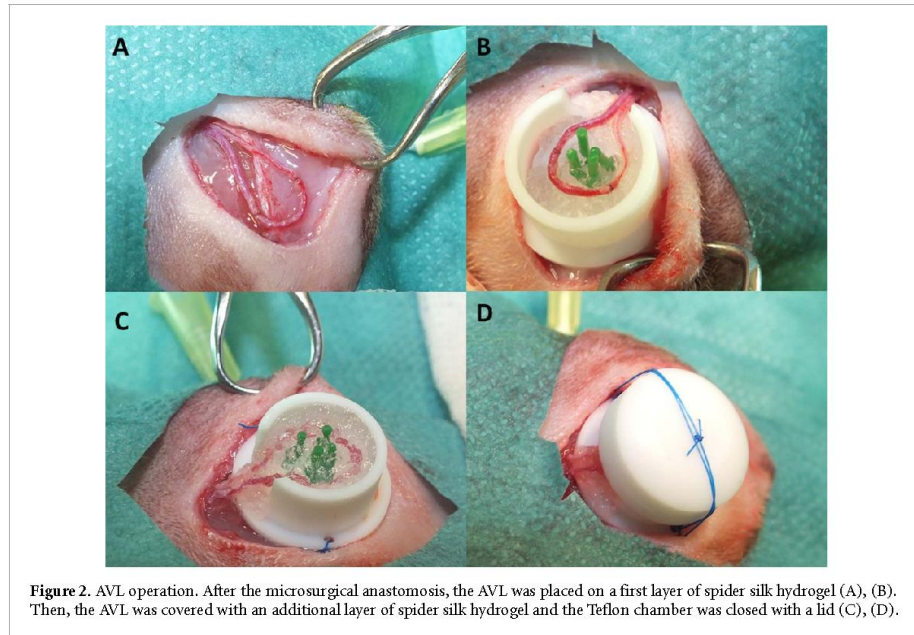 A
B
C
D
Figure 2. AVL operation. After the microsurgical anastomosis, the AVL was placed on a first layer of spider silk hydrogel (A), (B).
Then, the AVL was covered with an additional layer of spider silk hydrogel and the Teflon chamber was closed with a lid (C), (D).